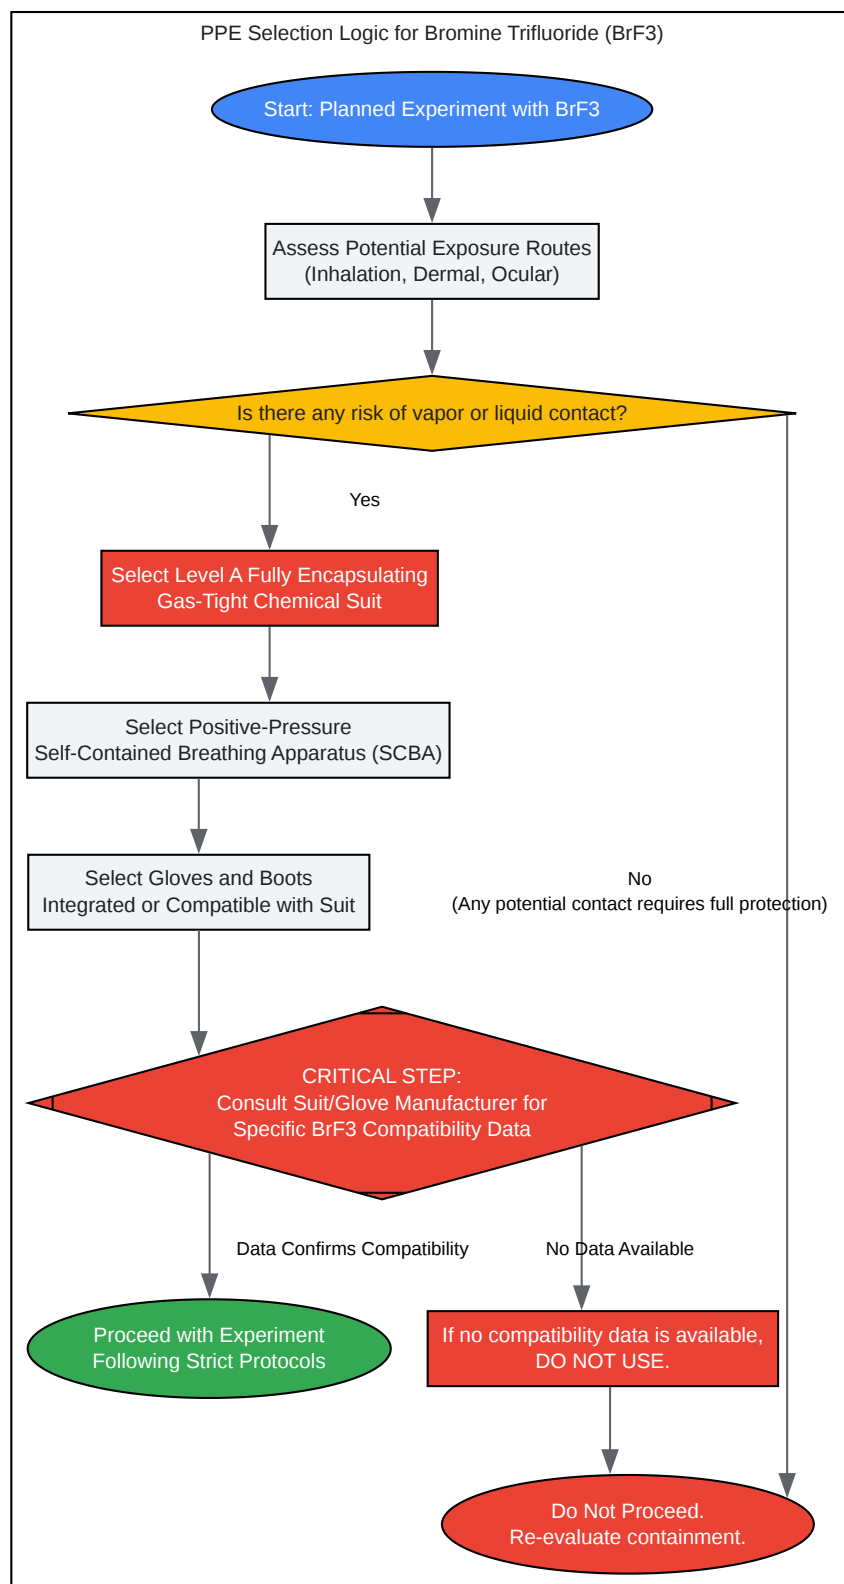 PPE Selection Logic for Bromine Trifluoride (BrF3)
Start: Planned Experiment with BrF3
Assess Potential Exposure Routes
(Inhalation, Dermal, Ocular)
Is there any risk of vapor or liquid contact?
Yes
Select Level A Fully Encapsulating
Gas-Tight Chemical Suit
Select Positive-Pressure
Self-Contained Breathing Apparatus (SCBA)
Select Gloves and Boots
Integrated or Compatible with Suit
No
(Any potential contact requires full protection)
CRITICAL STEP:
Consult Suit/Glove Manufacturer for
Specific BrF3 Compatibility Data
Data Confirms Compatibility
No Data Available
Proceed with Experiment
Following Strict Protocols
If no compatibility data is available,
DO NOT USE.
Do Not Proceed.
Re-evaluate containment.